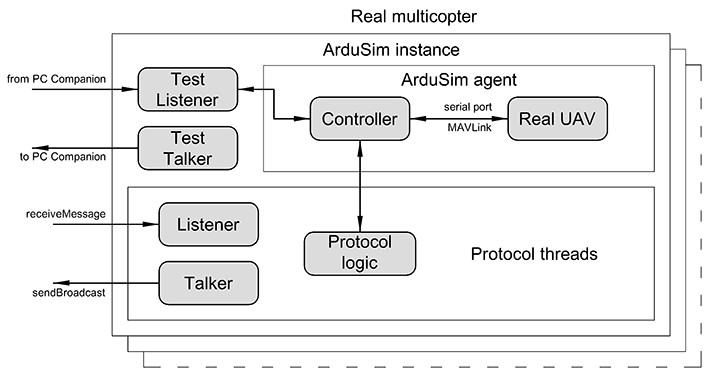 Real multicopter
ArduSim instance
ArduSim agent
from PC Companion
Test
Listener
Controller
serial port
MAVLink
Real UAV
Test
Talker
to PC Companion
receiveMessage
Listener
Protocol
logic
Protocol threads
Talker
sendBroadcast